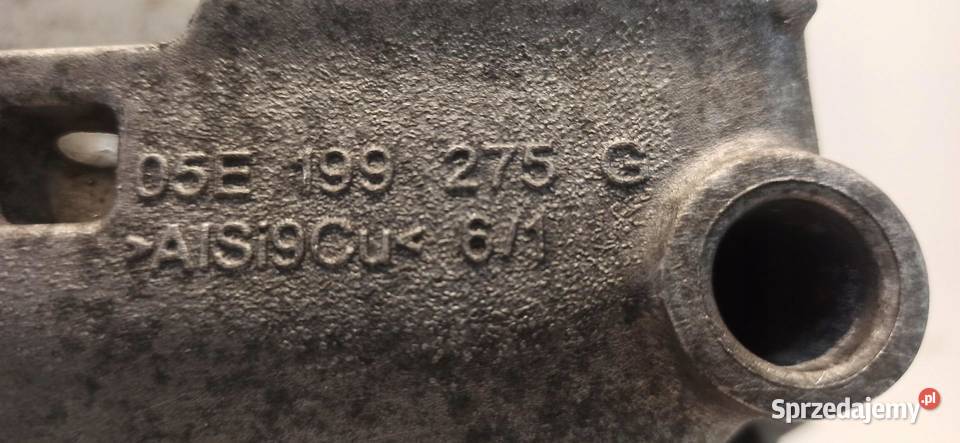 05E 199 275 G
>AlSi9Cu< 6/1
Sprzedajemy.pl